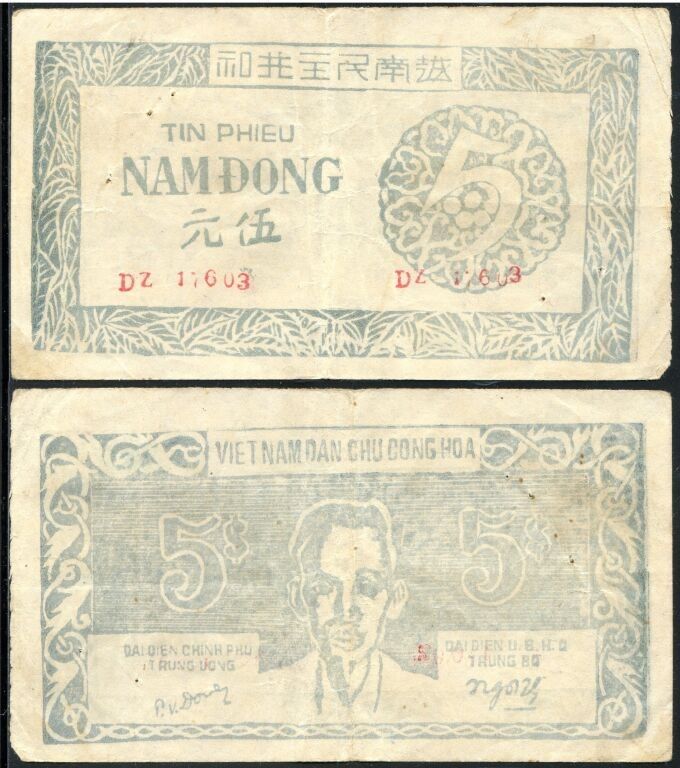 越南民主共和
TIN PHIEU
NAM ĐONG
伍元
DZ 17603
DZ 17603
VIET NAM DAN CHU CONG HOA
5$ 5$
DAI DIEN CHINH PHU
TRUNG UONG
DAI DIEN U. B. H. C
TRUNG BO
P.V. Dong